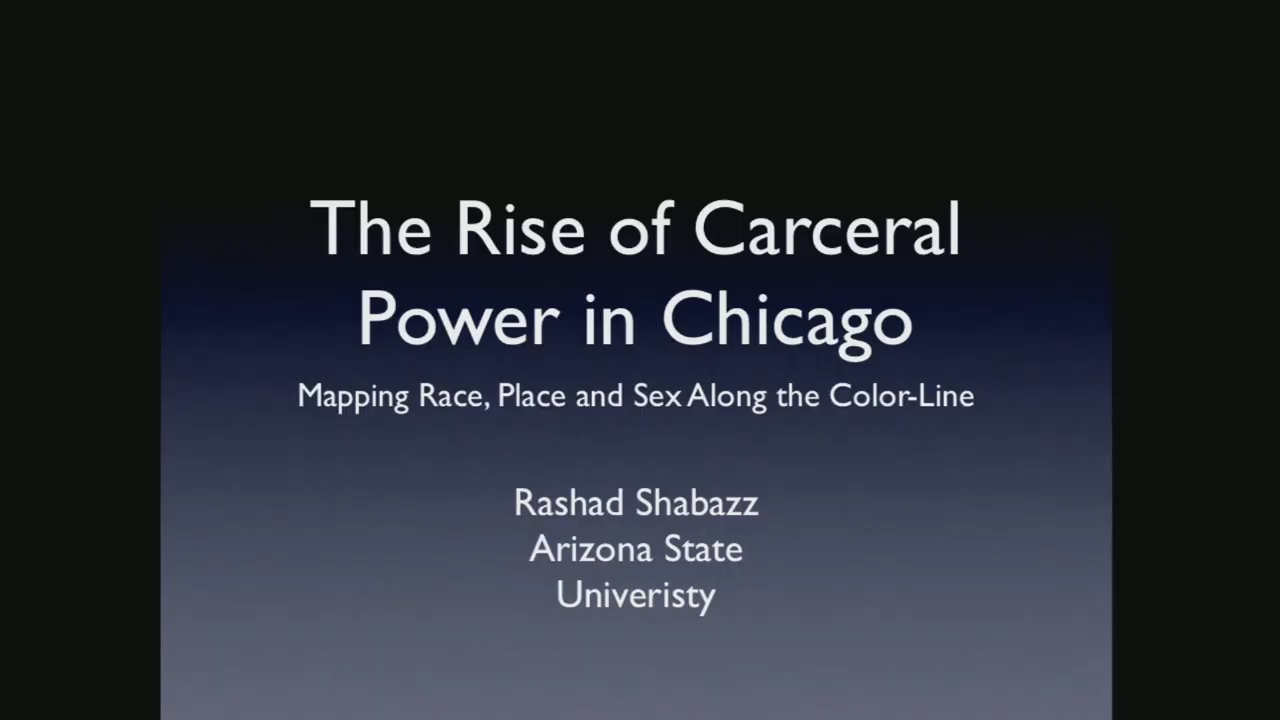 The Rise of Carceral
Power in Chicago
Mapping Race, Place and Sex Along the Color-Line
Rashad Shabazz
Arizona State
Univeristy